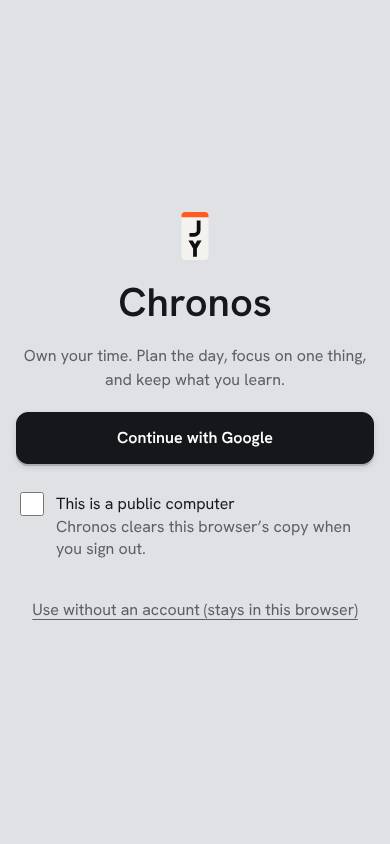 J
Y
Chronos
Own your time. Plan the day, focus on one thing,
and keep what you learn.
Continue with Google
This is a public computer
Chronos clears this browser’s copy when
you sign out.
Use without an account (stays in this browser)